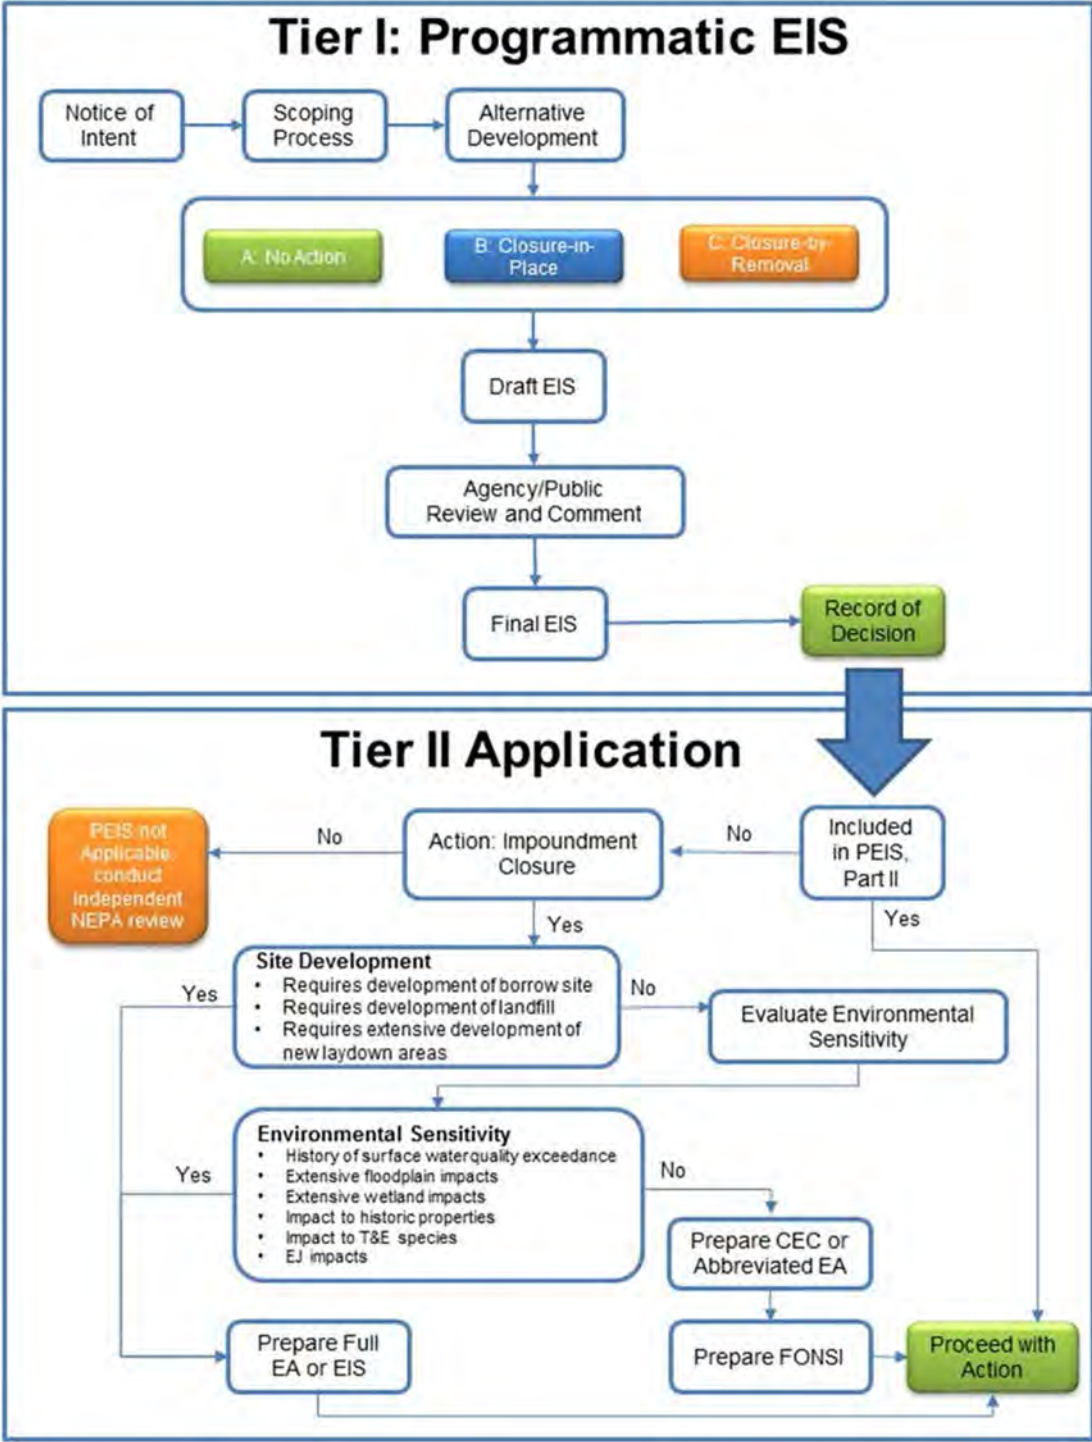 Tier I: Programmatic EIS
Notice of
Intent
Scoping
Process
Alternative
Development
A: No Action
B: Closure-in-
Place
C: Closure-by-
Removal
Draft EIS
Agency/Public
Review and Comment
Final EIS
Record of
Decision
Tier II Application
Included
in PEIS,
Part II
No
Action: Impoundment
Closure
No
PEIS not
Applicable,
conduct
Independent
NEPA review
Yes
Yes
Site Development
• Requires development of borrow site
• Requires development of landfill
• Requires extensive development of
new laydown areas
Yes
No
Evaluate Environmental
Sensitivity
Environmental Sensitivity
• History of surface waterquality exceedance
• Extensive floodplain impacts
• Extensive wetland impacts
• Impact to historic properties
• Impact to T&E species
• EJ impacts
Yes
No
Prepare CEC or
Abbreviated EA
Prepare Full
EA or EIS
Prepare FONSI
Proceed with
Action